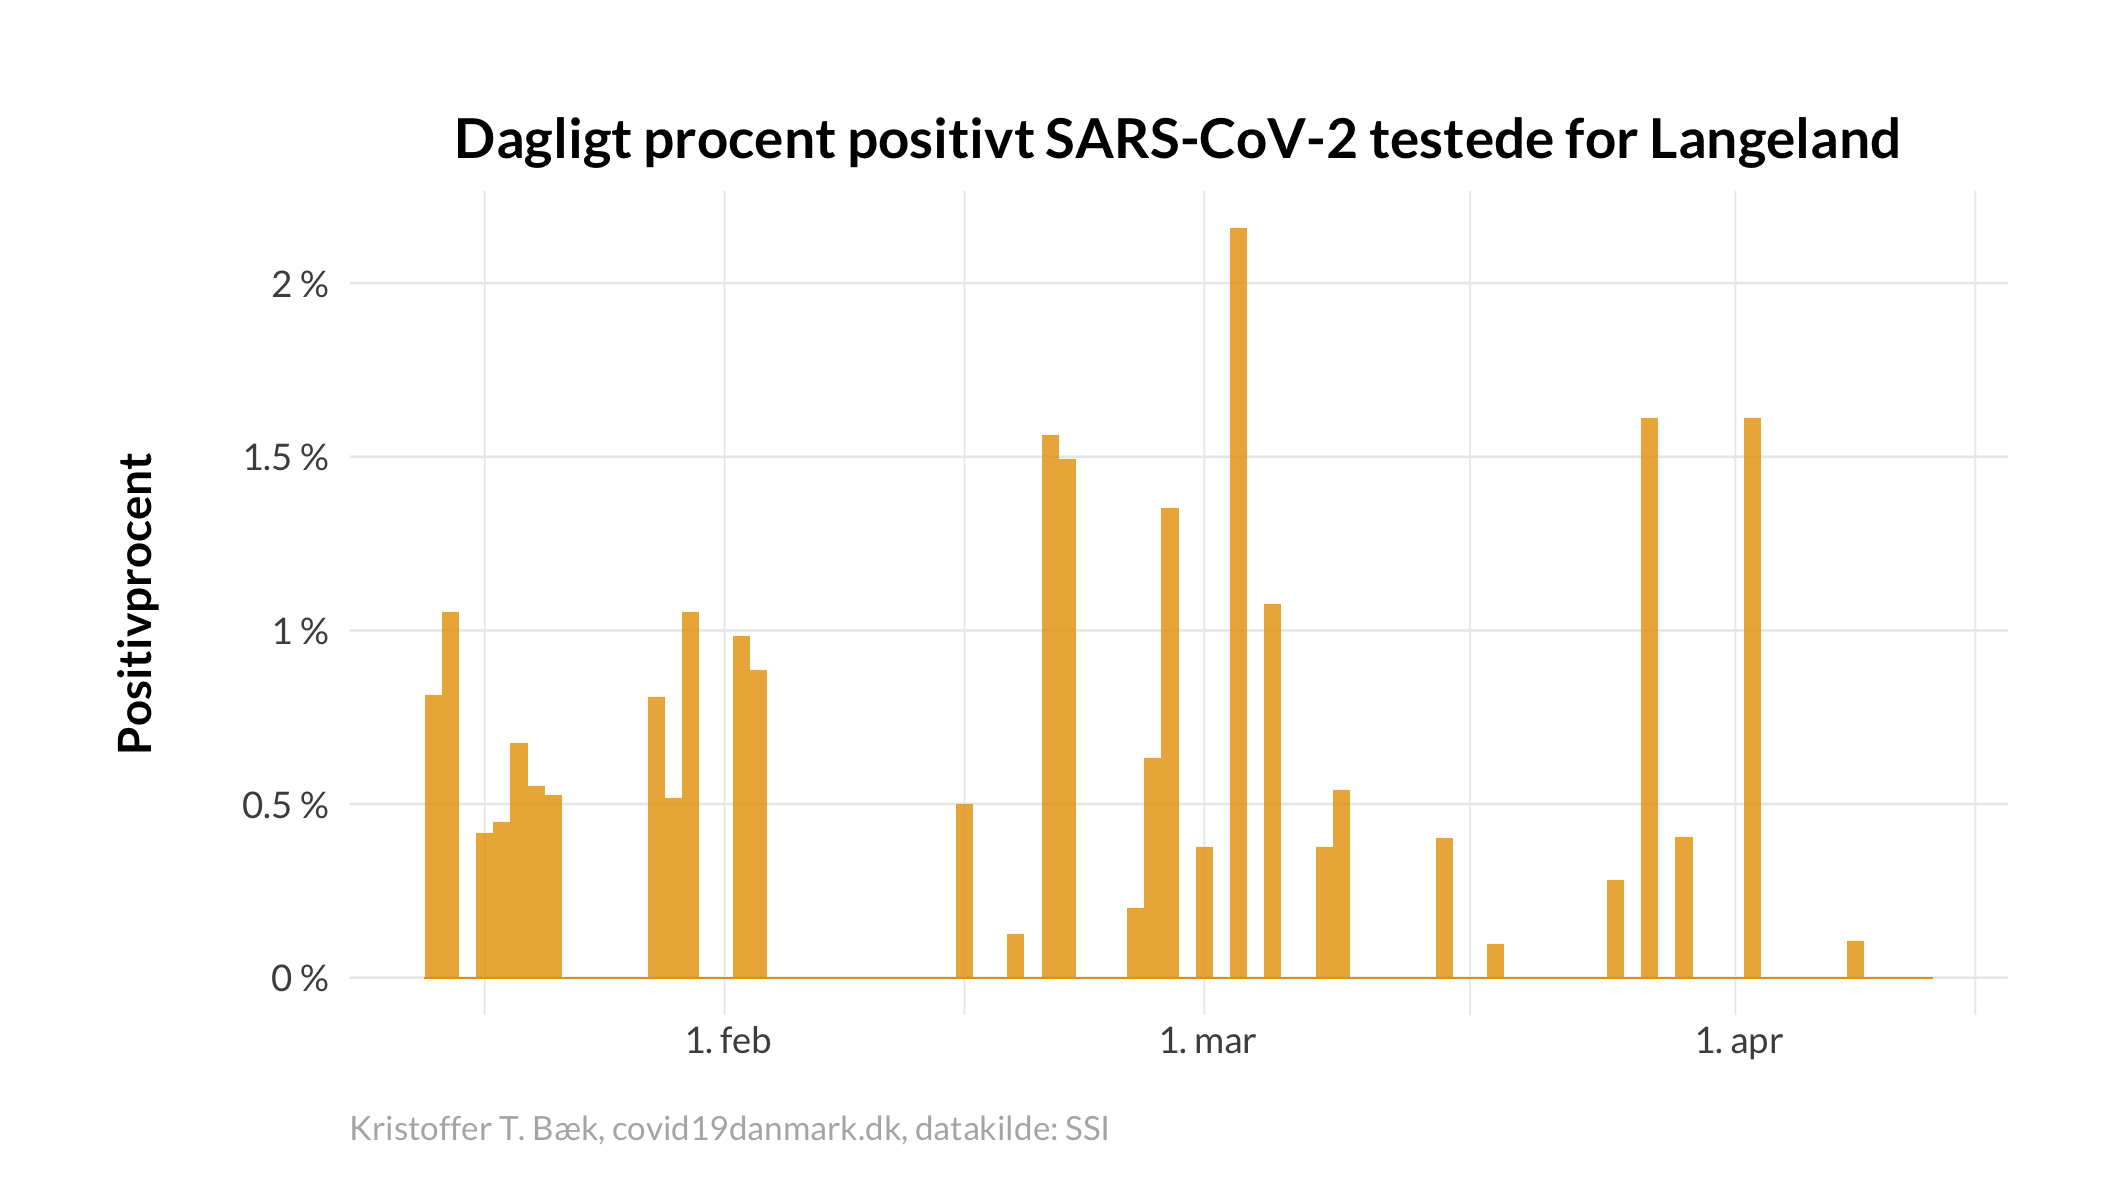 Dagligt procent positivt SARS-CoV-2 testede for Langeland
Positivprocent
2 %
1.5 %
1 %
0.5 %
0 %
1. feb
1. mar
1. apr
Kristoffer T. Bæk, covid19danmark.dk, datakilde: SSI